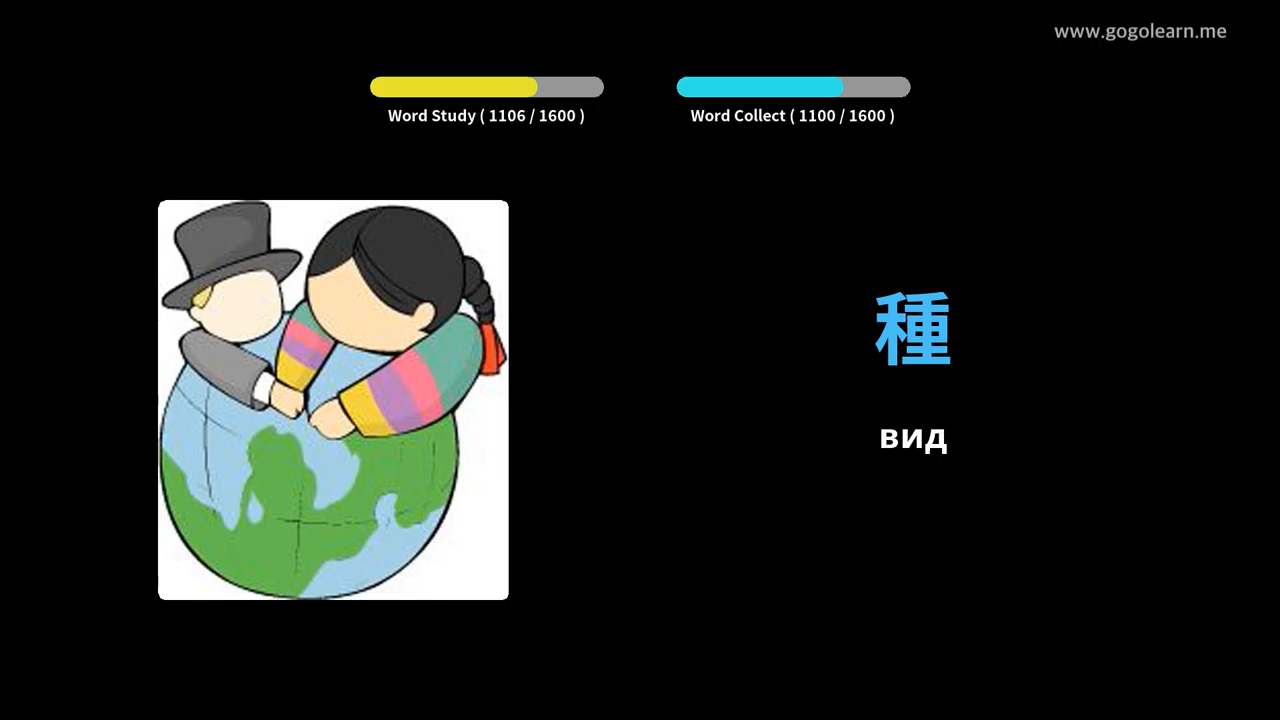 www.gogolearn.me
Word Study ( 1106 / 1600 )
Word Collect ( 1100 / 1600 )
種
вид